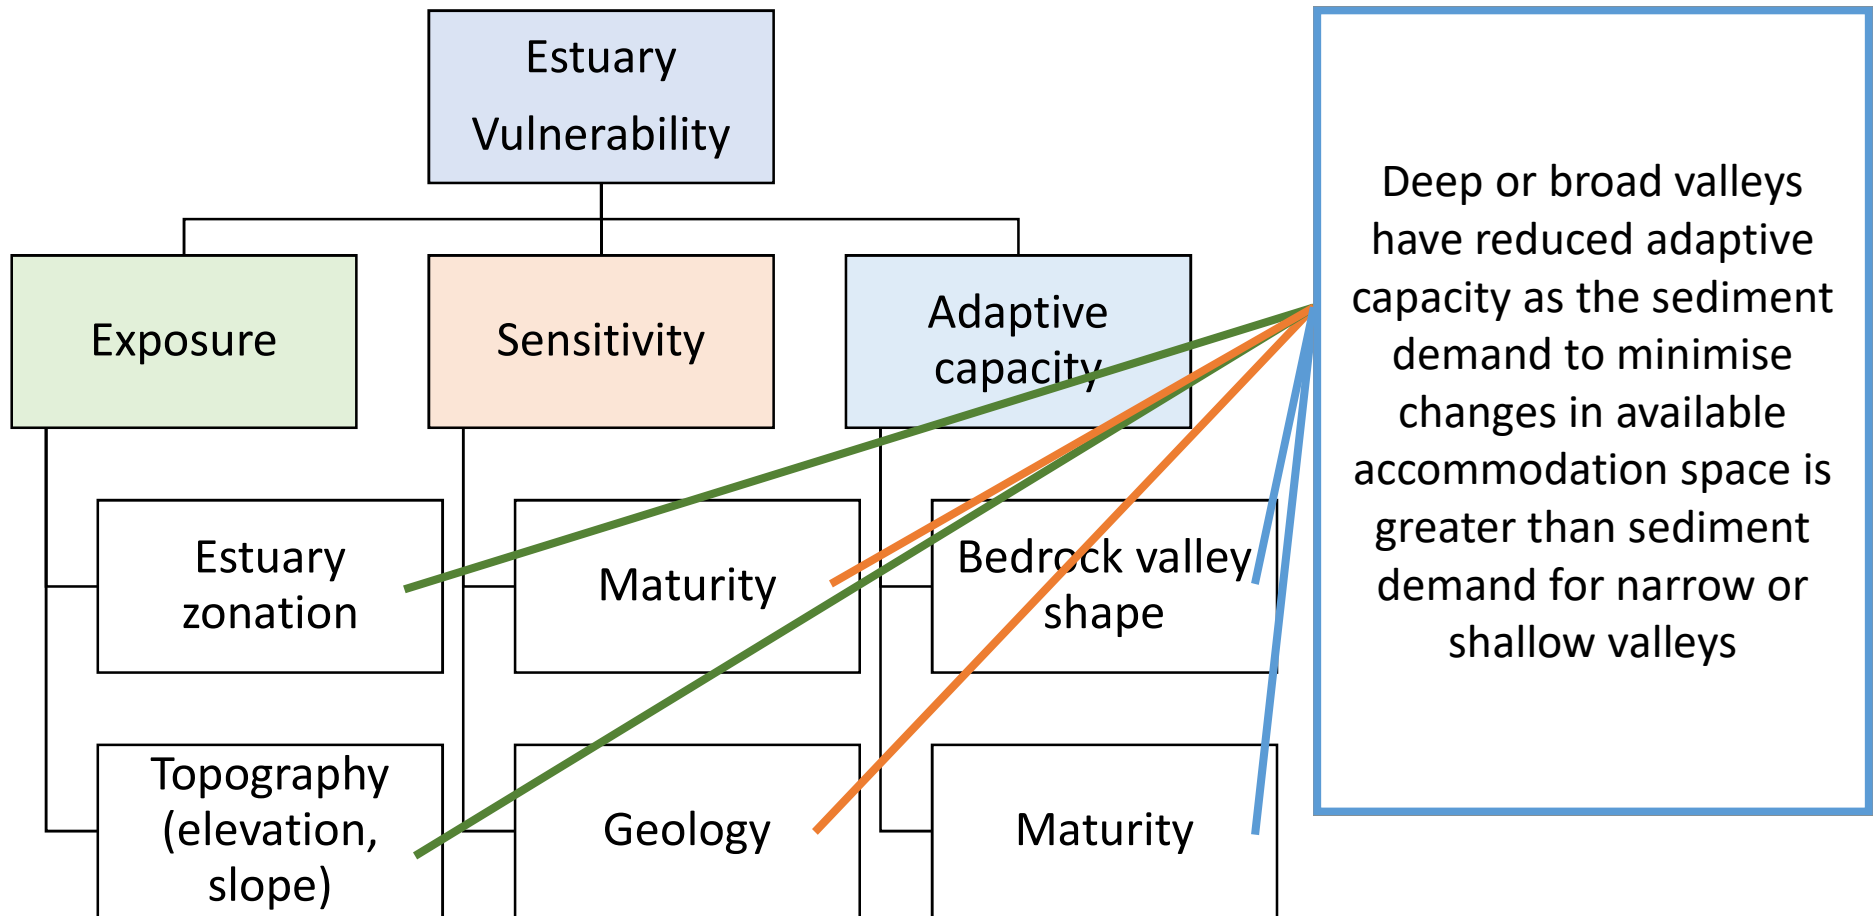 Estuary
Vulnerability
Exposure
Sensitivity
Adaptive
capacity
Estuary
zonation
Maturity
Bedrock valley
shape
Topography
(elevation,
slope)
Geology
Maturity
Deep or broad valleys
have reduced adaptive
capacity as the sediment
demand to minimise
changes in available
accommodation space is
greater than sediment
demand for narrow or
shallow valleys